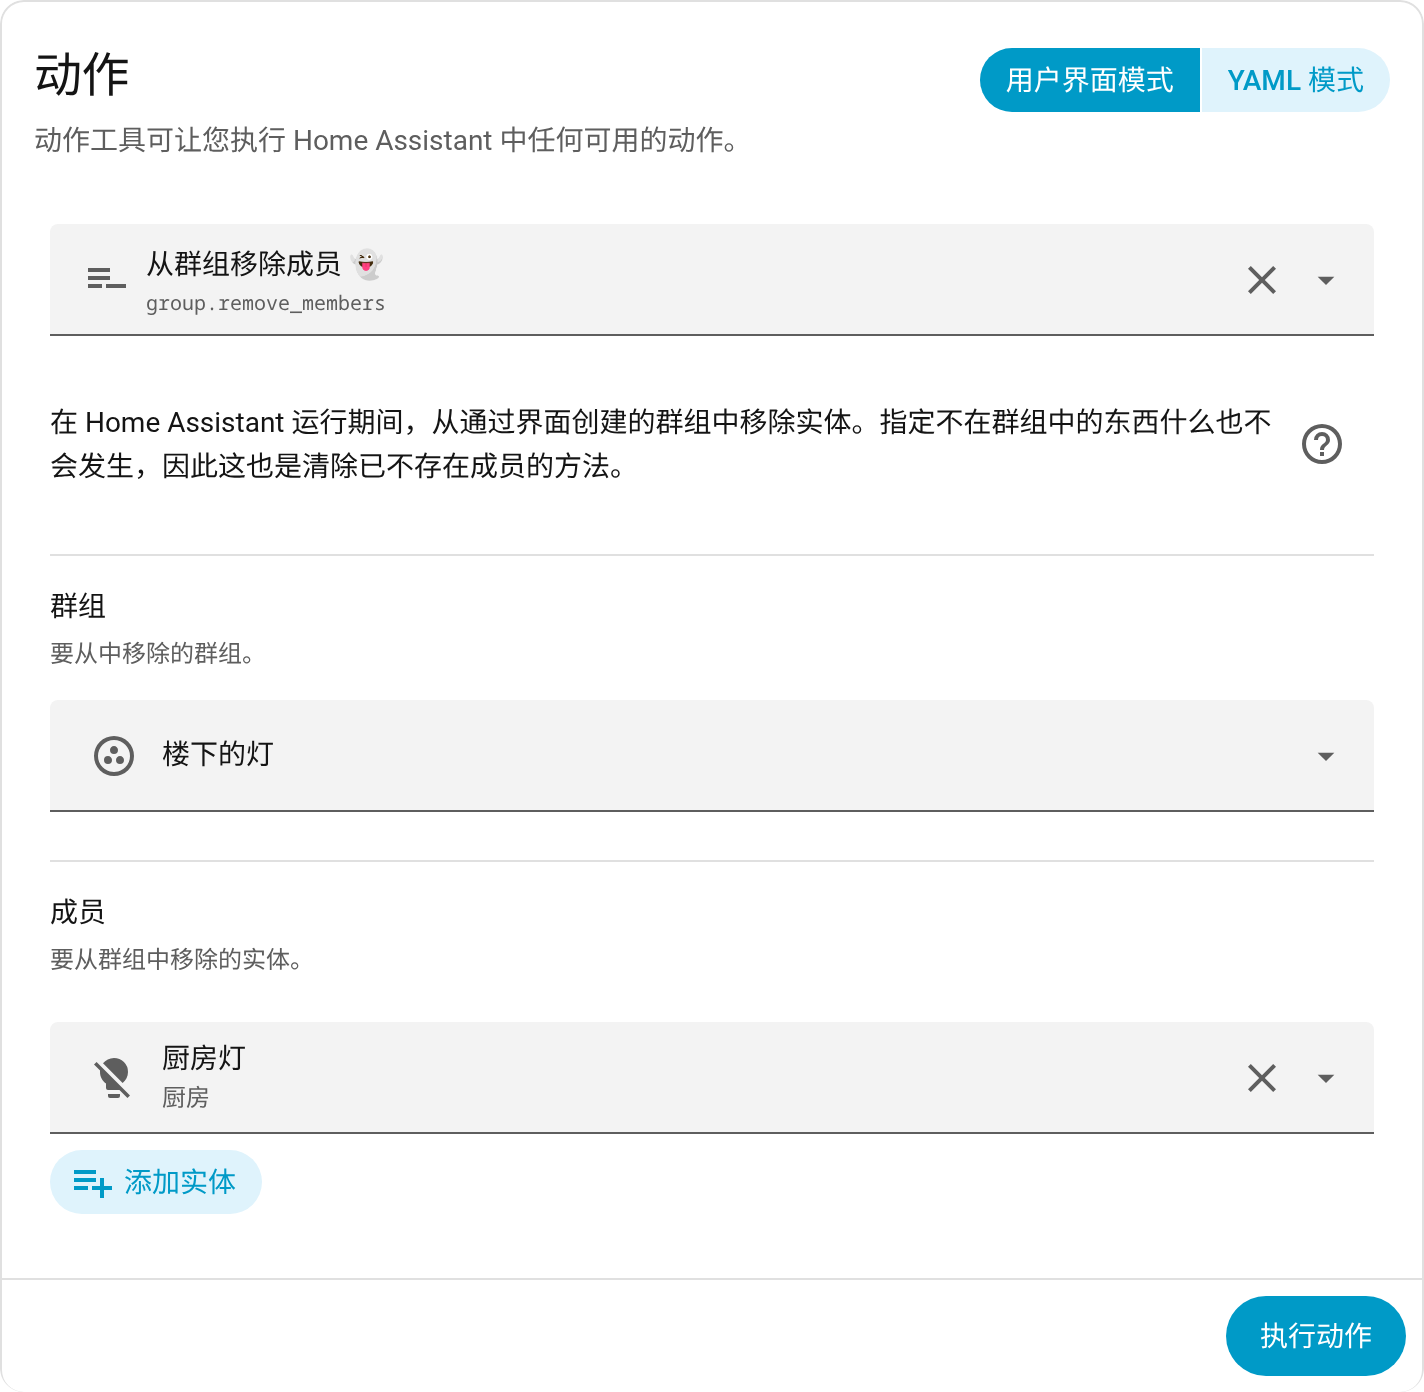 动作
用户界面模式
YAML 模式
动作工具可让您执行 Home Assistant 中任何可用的动作。
从群组移除成员 👻
group.remove_members
在 Home Assistant 运行期间，从通过界面创建的群组中移除实体。指定不在群组中的东西什么也不
会发生，因此这也是清除已不存在成员的方法。
群组
要从中移除的群组。
楼下的灯
成员
要从群组中移除的实体。
厨房灯
厨房
添加实体
执行动作